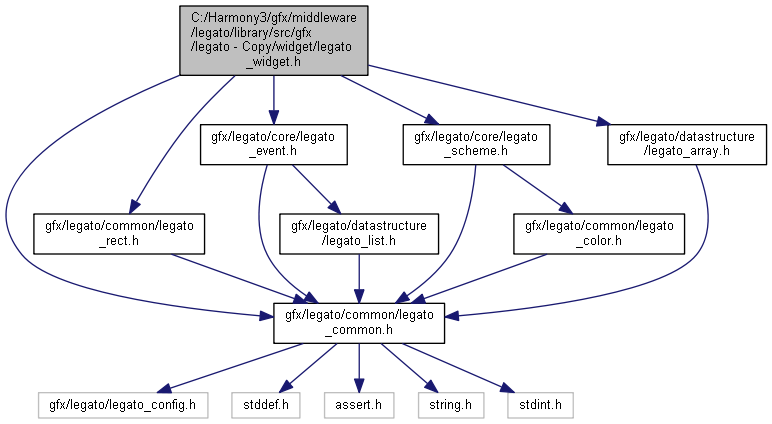 C:/Harmony3/gfx/middleware
/legato/library/src/gfx
/legato - Copy/widget/legato
_widget.h
gfx/legato/core/legato
_event.h
gfx/legato/core/legato
_scheme.h
gfx/legato/datastructure
/legato_array.h
gfx/legato/common/legato
_rect.h
gfx/legato/datastructure
/legato_list.h
gfx/legato/common/legato
_color.h
gfx/legato/common/legato
_common.h
gfx/legato/legato_config.h
stddef.h
assert.h
string.h
stdint.h